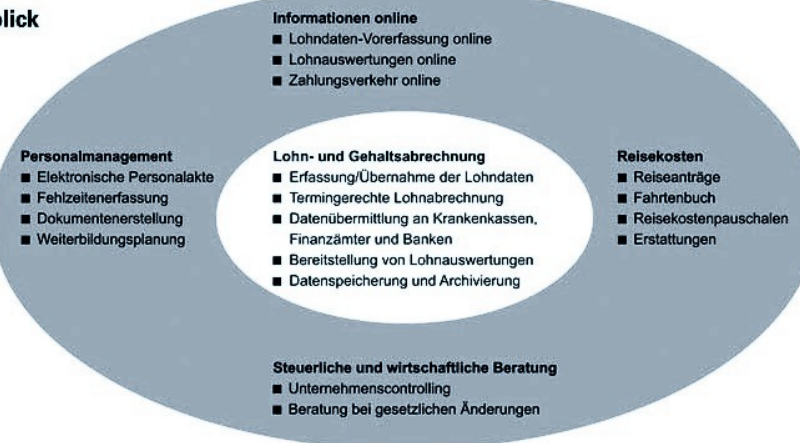 lick
Informationen online
■ Lohndaten-Vorerfassung online
■ Lohnauswertungen online
■ Zahlungsverkehr online
Personalmanagement
■ Elektronische Personalakte
■ Fehlzeitenerfassung
■ Dokumentenerstellung
■ Weiterbildungsplanung
Lohn- und Gehaltsabrechnung
■ Erfassung/Übernahme der Lohndaten
■ Termingerechte Lohnabrechnung
■ Datenübermittlung an Krankenkassen,
Finanzämter und Banken
■ Bereitstellung von Lohnauswertungen
■ Datenspeicherung und Archivierung
Reisekosten
■ Reiseanträge
■ Fahrtenbuch
■ Reisekostenpauschalen
■ Erstattungen
Steuerliche und wirtschaftliche Beratung
■ Unternehmenscontrolling
■ Beratung bei gesetzlichen Änderungen